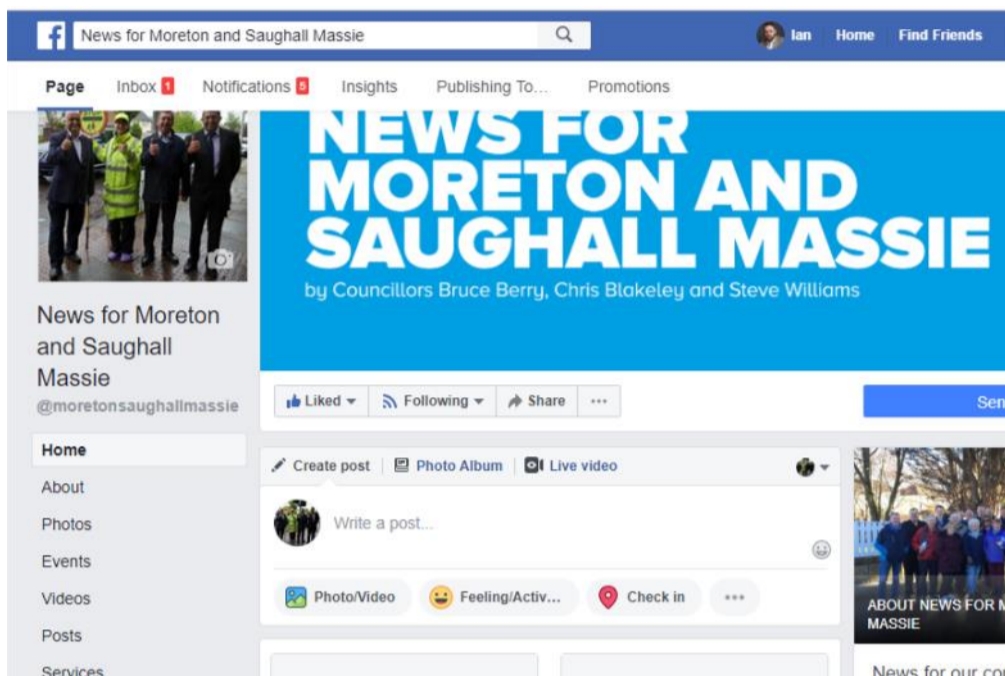 News for Moreton and Saughall Massie
Ian Home Find Friends
Page Inbox 1 Notifications 5 Insights Publishing To... Promotions
NEWS FOR
MORETON AND
SAUGHALL MASSIE
by Councillors Bruce Berry, Chris Blakeley and Steve Williams
News for Moreton
and Saughall
Massie
@moretonsaughallmassie
Liked Following Share ...
Sen
Home
About
Photos
Events
Videos
Posts
Services
Create post Photo Album Live video
Write a post...
Photo/Video Feeling/Activ... Check in ...
ABOUT NEWS FOR M
MASSIE
News for our co